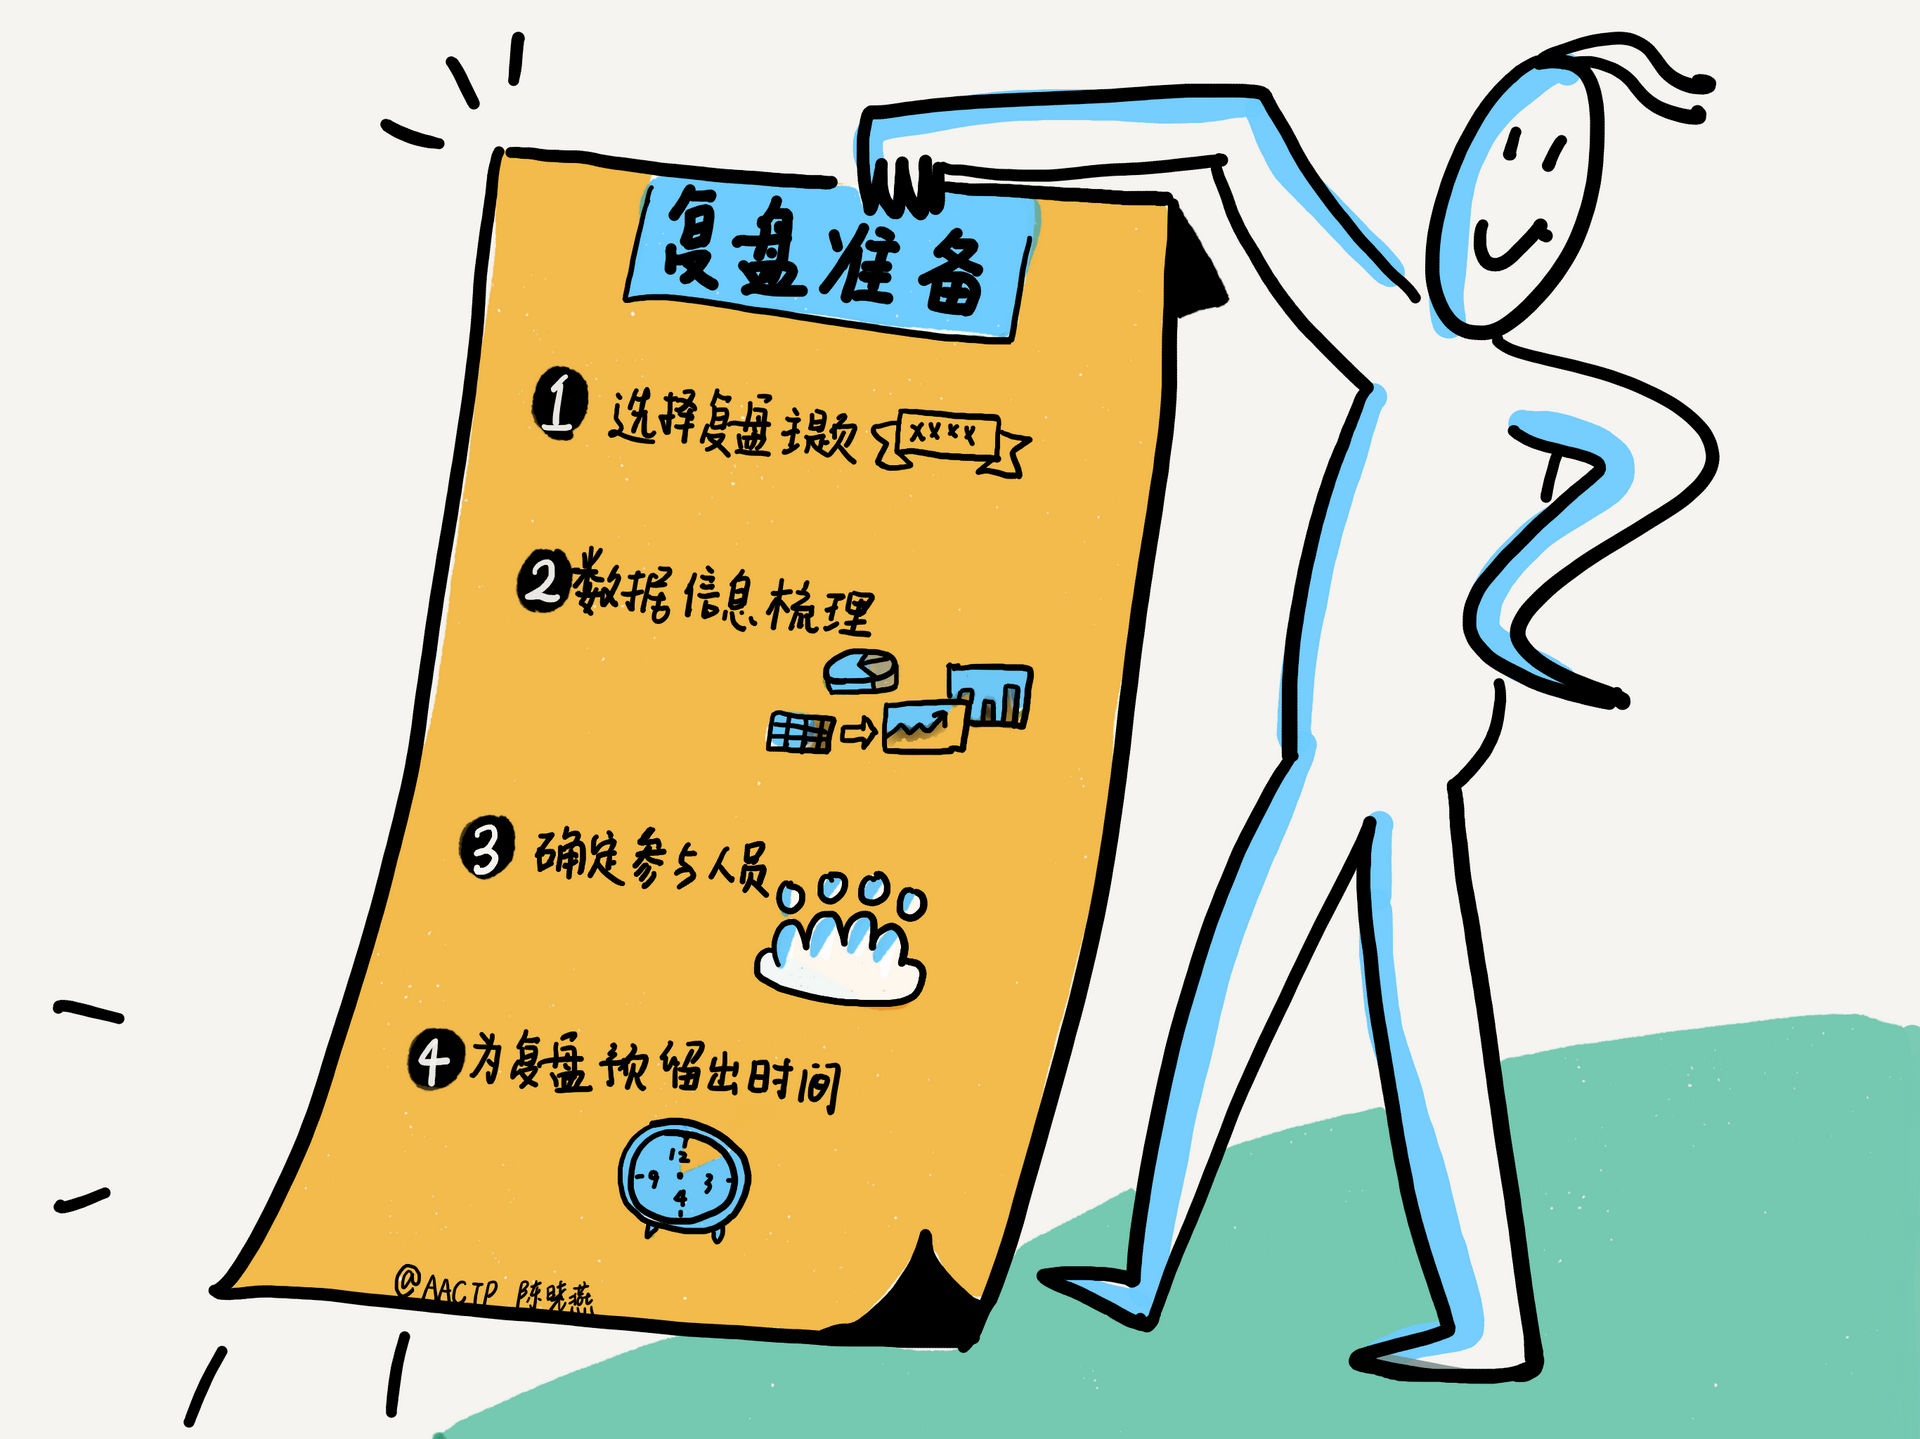 复盘准备
1 选择复盘主题 xxxx
2 数据信息梳理
3 确定参与人员
4 为复盘预留出时间
12
9 3
4
@AACTP 陈晓燕